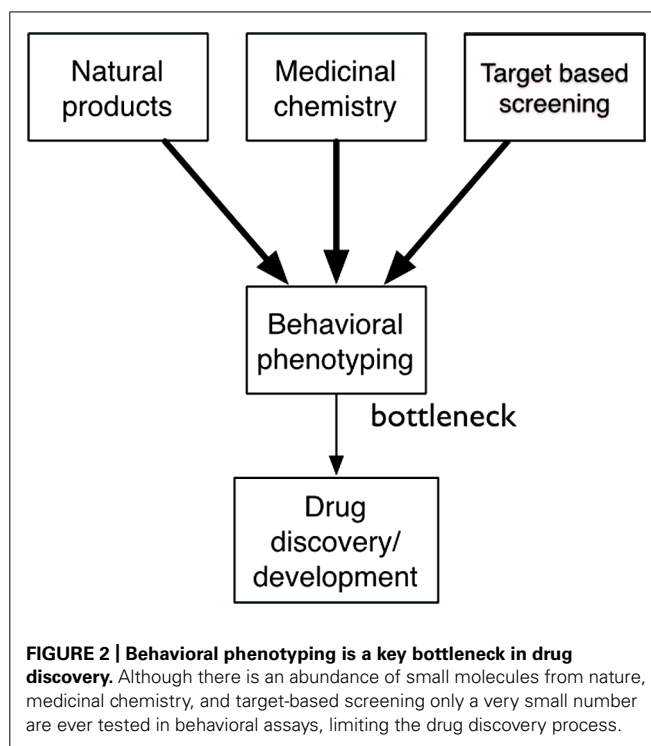 Natural
products
Medicinal
chemistry
Target based
screening
Behavioral
phenotyping
bottleneck
Drug
discovery/
development
FIGURE 2 | Behavioral phenotyping is a key bottleneck in drug
discovery. Although there is an abundance of small molecules from nature,
medicinal chemistry, and target-based screening only a very small number
are ever tested in behavioral assays, limiting the drug discovery process.